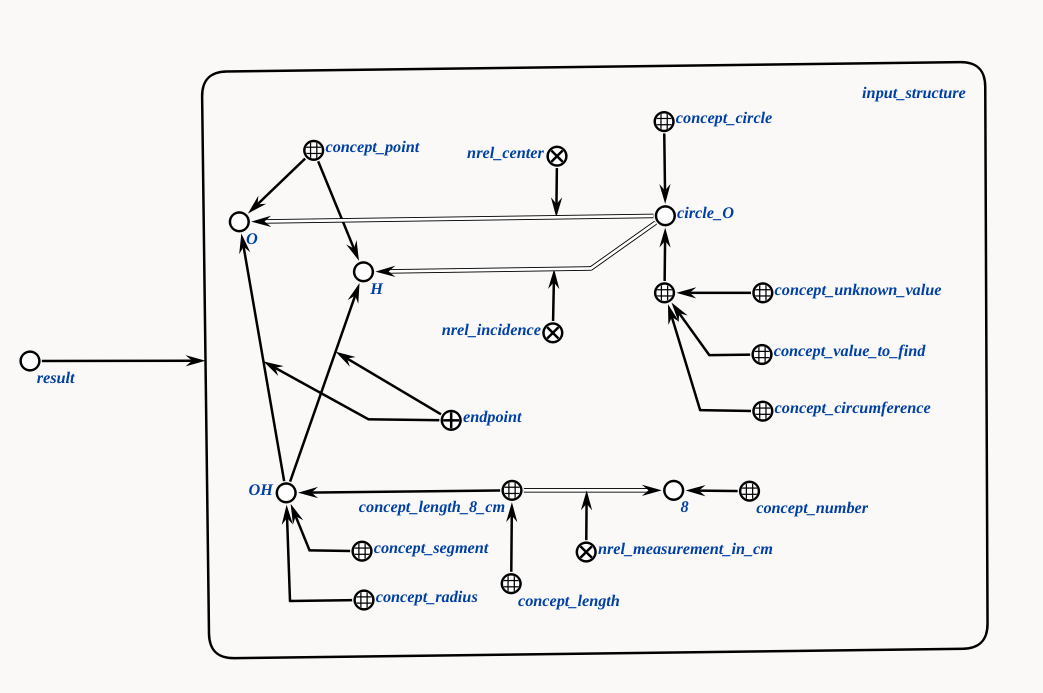 input_structure
concept_circle
concept_point
nrel_center
circle_O
O
H
concept_unknown_value
nrel_incidence
concept_value_to_find
result
concept_circumference
endpoint
OH
concept_length_8_cm
8
concept_number
concept_segment
nrel_measurement_in_cm
concept_radius
concept_length